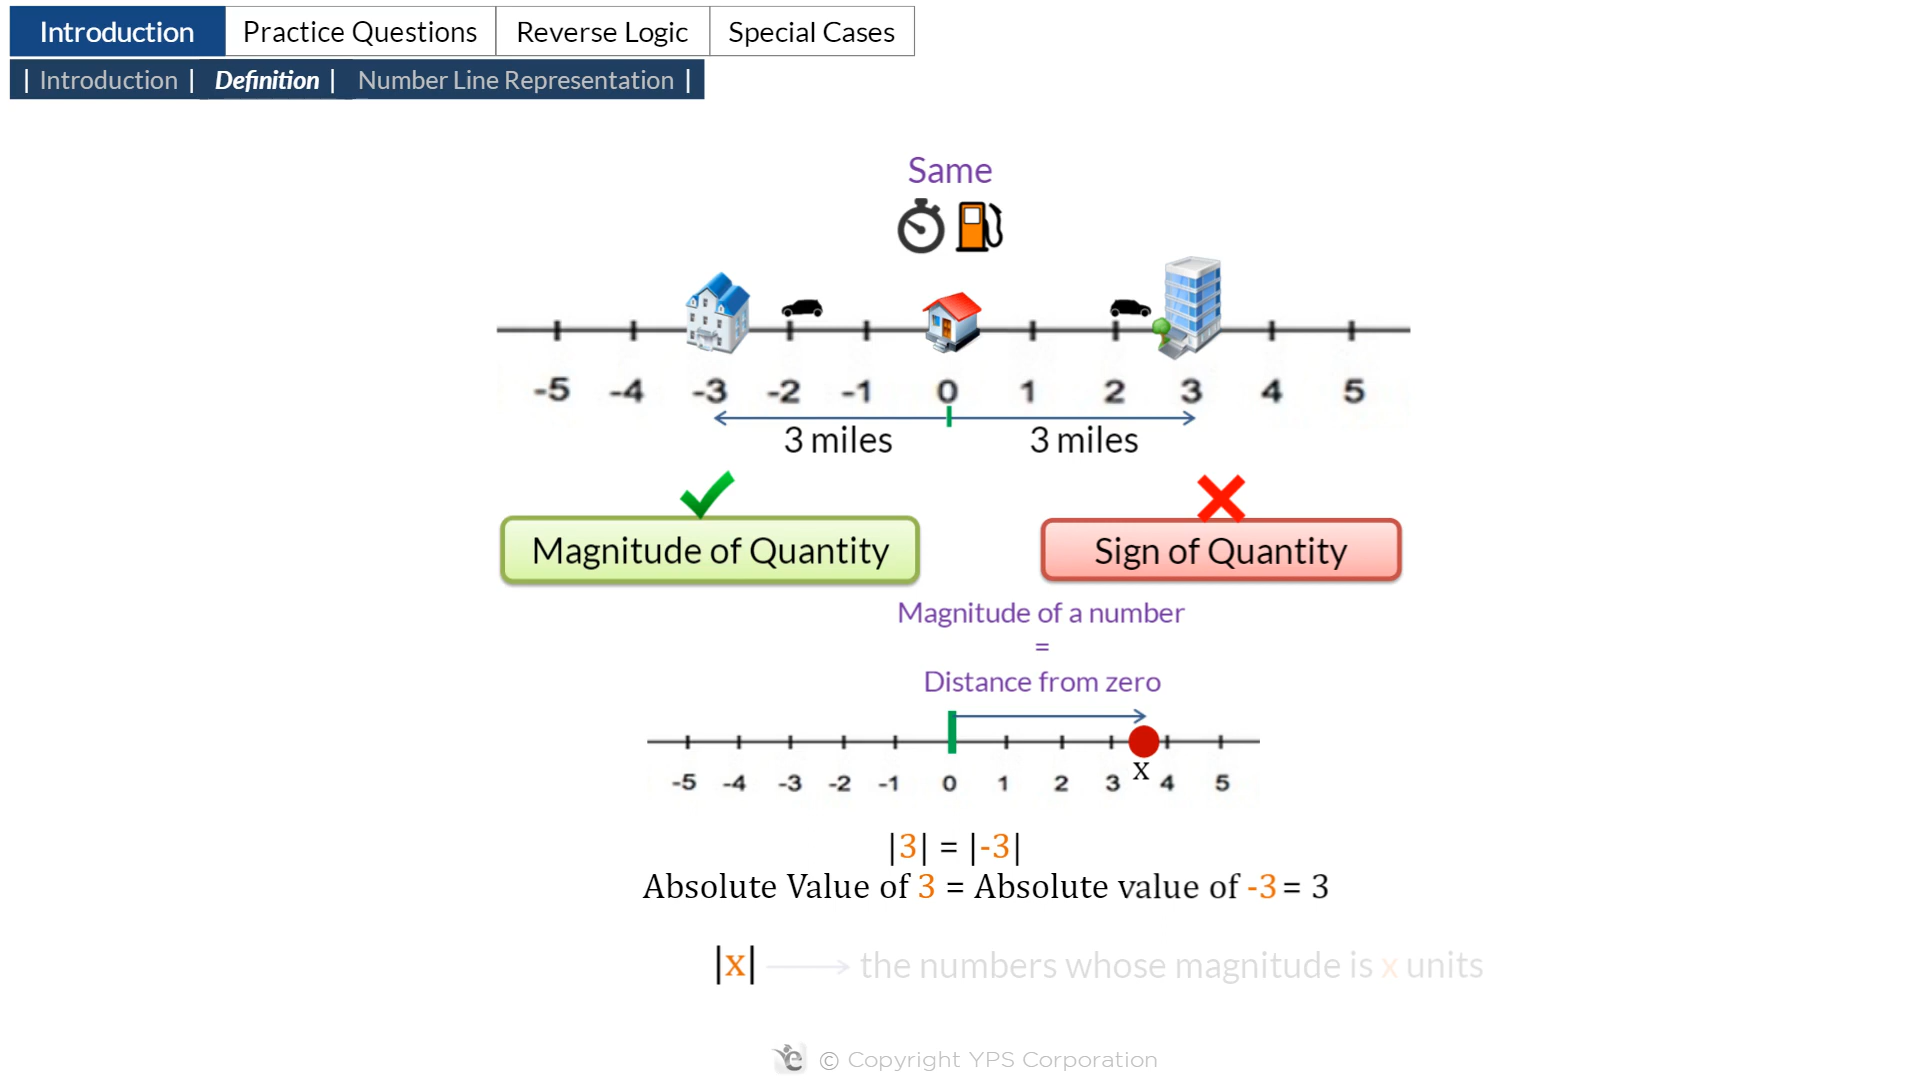 Introduction Practice Questions Reverse Logic Special Cases
| Introduction | Definition | Number Line Representation |
Same
-5 -4 -3 -2 -1 0 1 2 3 4 5
3 miles 3 miles
Magnitude of Quantity Sign of Quantity
Magnitude of a number
=
Distance from zero
x
-5 -4 -3 -2 -1 0 1 2 3 4 5
|3| = |-3|
Absolute Value of 3 = Absolute value of -3 = 3
|x| the numbers whose magnitude is x units
e © Copyright YPS Corporation